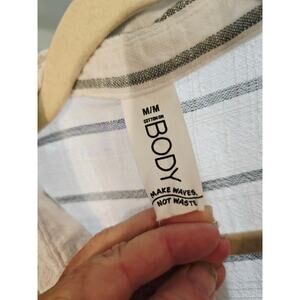 M/M
COTTON ON
BODY
MAKE WAVES,
NOT WASTE